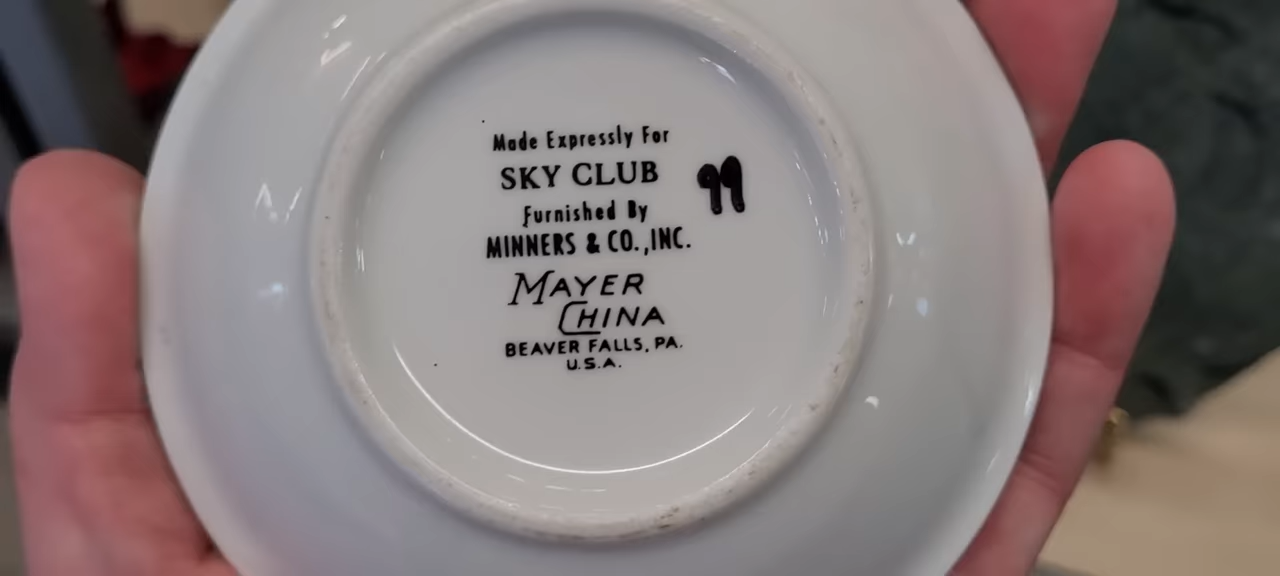 Made Expressly For
SKY CLUB
99
Furnished By
MINNERS & CO.,INC.
MAYER
CHINA
BEAVER FALLS, PA.
U.S.A.